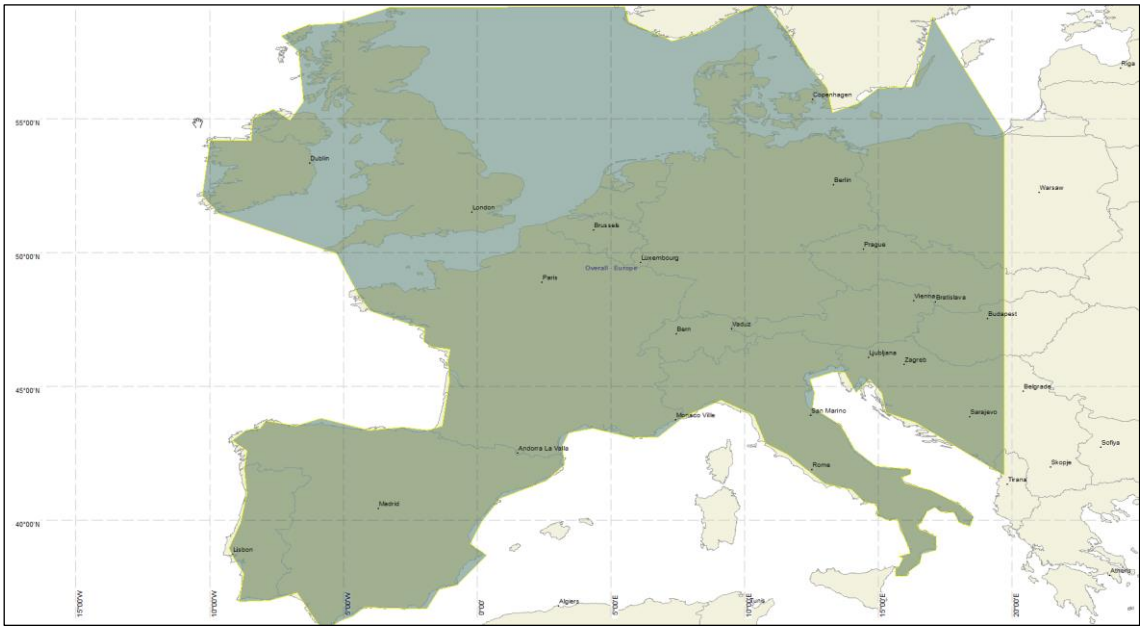 Riga
Copenhagen
55°00'N
Dublin
Berlin
Warsaw
London
Brussels
50°00'N
Prague
Luxembourg
Overall Europe
Paris
Vienna
Bratislava
Budapest
Bern
Vaduz
Ljubljana
Zagreb
45°00'N
Belgrade
Monaco Ville
San Marino
Sarajevo
Andorra La Vella
Sofiya
Roma
Skopje
Tirana
Madrid
40°00'N
Lisbon
Athens
Algiers
Tunis
15°00'W
10°00'W
5°00'W
0°00'
5°00'E
10°00'E
15°00'E
20°00'E